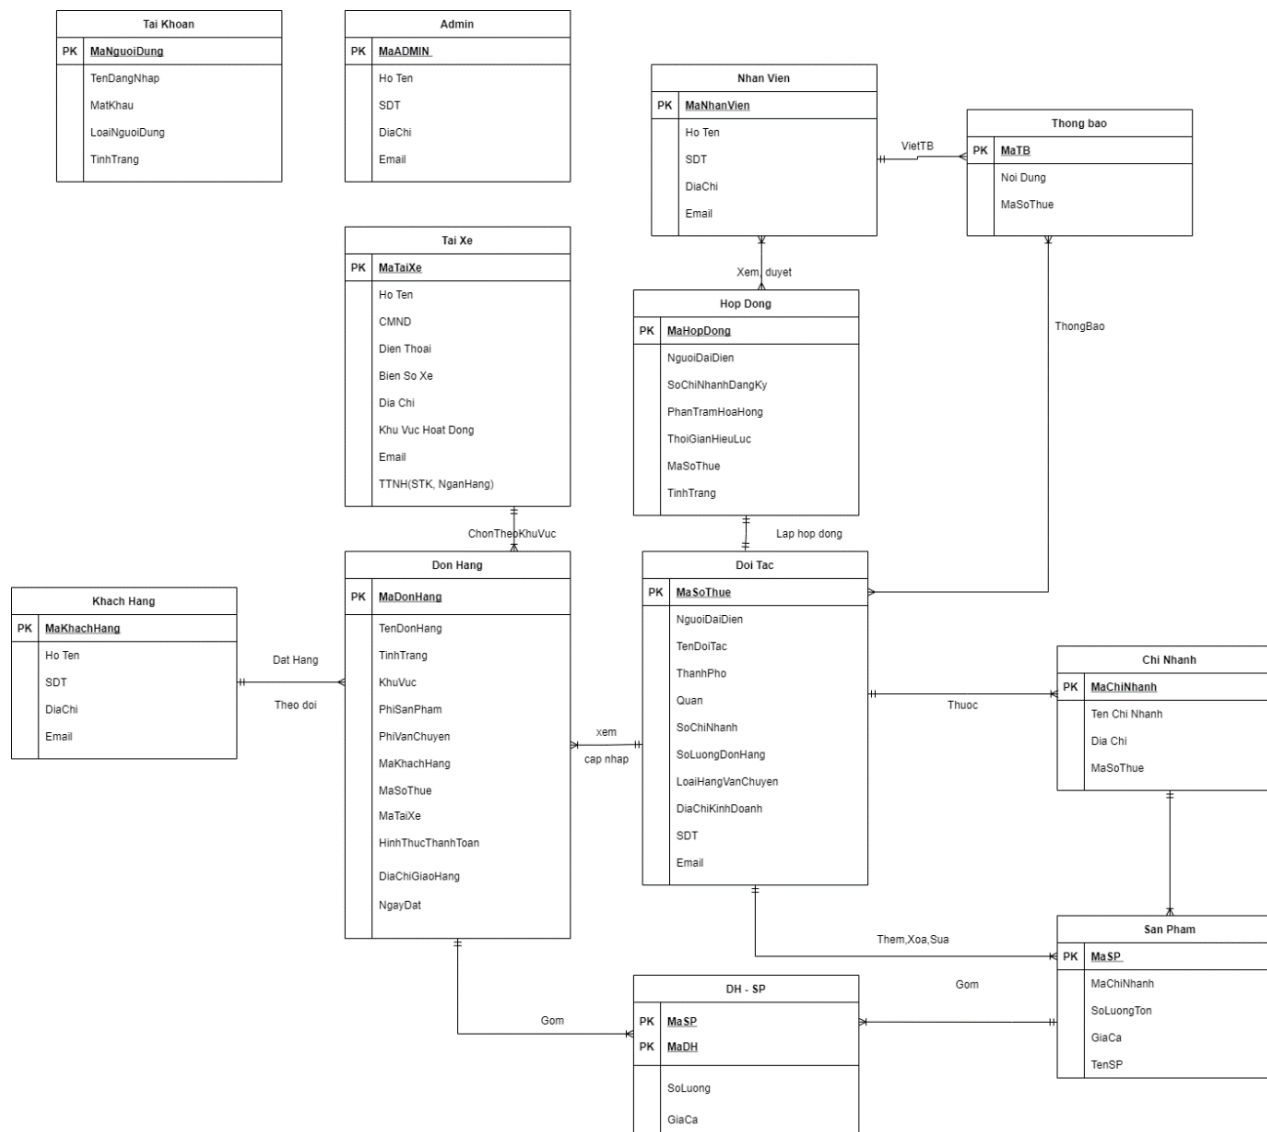 Tai Khoan
PK MaNguoiDung
TenDangNhap
MatKhau
LoaiNguoiDung
TinhTrang
Admin
PK MaADMIN
Ho Ten
SDT
DiaChi
Email
Nhan Vien
PK MaNhanVien
Ho Ten
SDT
DiaChi
Email
VietTB
Thong bao
PK MaTB
Noi Dung
MaSoThue
Tai Xe
PK MaTaiXe
Ho Ten
CMND
Dien Thoai
Bien So Xe
Dia Chi
Khu Vuc Hoat Dong
Email
TTNH(STK, NganHang)
Xem, duyet
Hop Dong
PK MaHopDong
NguoiDaiDien
SoChiNhanhDangKy
PhanTramHoaHong
ThoiGianHieuLuc
MaSoThue
TinhTrang
ThongBao
ChonTheoKhuVuc
Lap hop dong
Khach Hang
PK MaKhachHang
Ho Ten
SDT
DiaChi
Email
Dat Hang
Theo doi
Don Hang
PK MaDonHang
TenDonHang
TinhTrang
KhuVuc
PhiSanPham
PhiVanChuyen
MaKhachHang
MaSoThue
MaTaiXe
HinhThucThanhToan
DiaChiGiaoHang
NgayDat
xem
cap nhap
Doi Tac
PK MaSoThue
NguoiDaiDien
TenDoiTac
ThanhPho
Quan
SoChiNhanh
SoLuongDonHang
LoaiHangVanChuyen
DiaChiKinhDoanh
SDT
Email
Thuoc
Chi Nhanh
PK MaChiNhanh
Ten Chi Nhanh
Dia Chi
MaSoThue
Them,Xoa,Sua
San Pham
PK MaSP
MaChiNhanh
SoLuongTon
GiaCa
TenSP
Gom
Gom
DH - SP
PK MaSP
PK MaDH
SoLuong
GiaCa